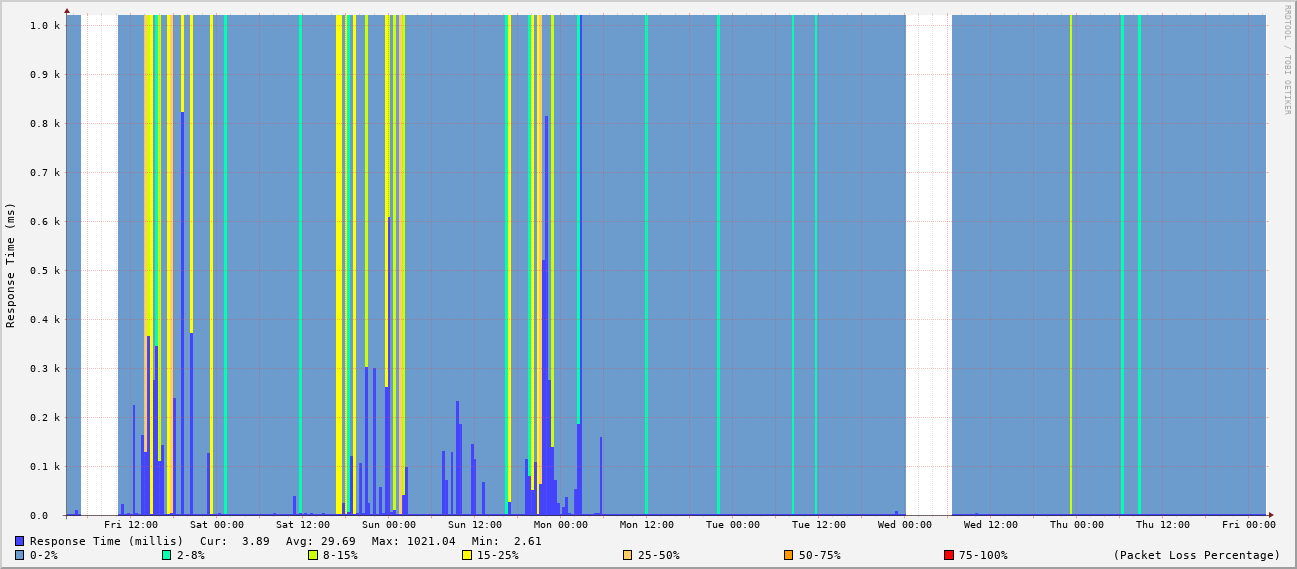 RRDTOOL / TOBI OETIKER
Response Time (ms)
1.0 k
0.9 k
0.8 k
0.7 k
0.6 k
0.5 k
0.4 k
0.3 k
0.2 k
0.1 k
0.0
Fri 12:00 Sat 00:00 Sat 12:00 Sun 00:00 Sun 12:00 Mon 00:00 Mon 12:00 Tue 00:00 Tue 12:00 Wed 00:00 Wed 12:00 Thu 00:00 Thu 12:00 Fri 00:00
Response Time (millis) Cur: 3.89 Avg: 29.69 Max: 1021.04 Min: 2.61
0-2% 2-8% 8-15% 15-25% 25-50% 50-75% 75-100% (Packet Loss Percentage)